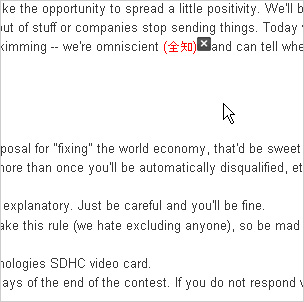 ke the opportunity to spread a little positivity. We'll b
out of stuff or companies stop sending things. Today
kimming -- we're omniscient (全知) and can tell whe
posal for "fixing" the world economy, that'd be sweet
more than once you'll be automatically disqualified, et
explanatory. Just be careful and you'll be fine.
ake this rule (we hate excluding anyone), so be mad
nologies SDHC video card.
ays of the end of the contest. If you do not respond